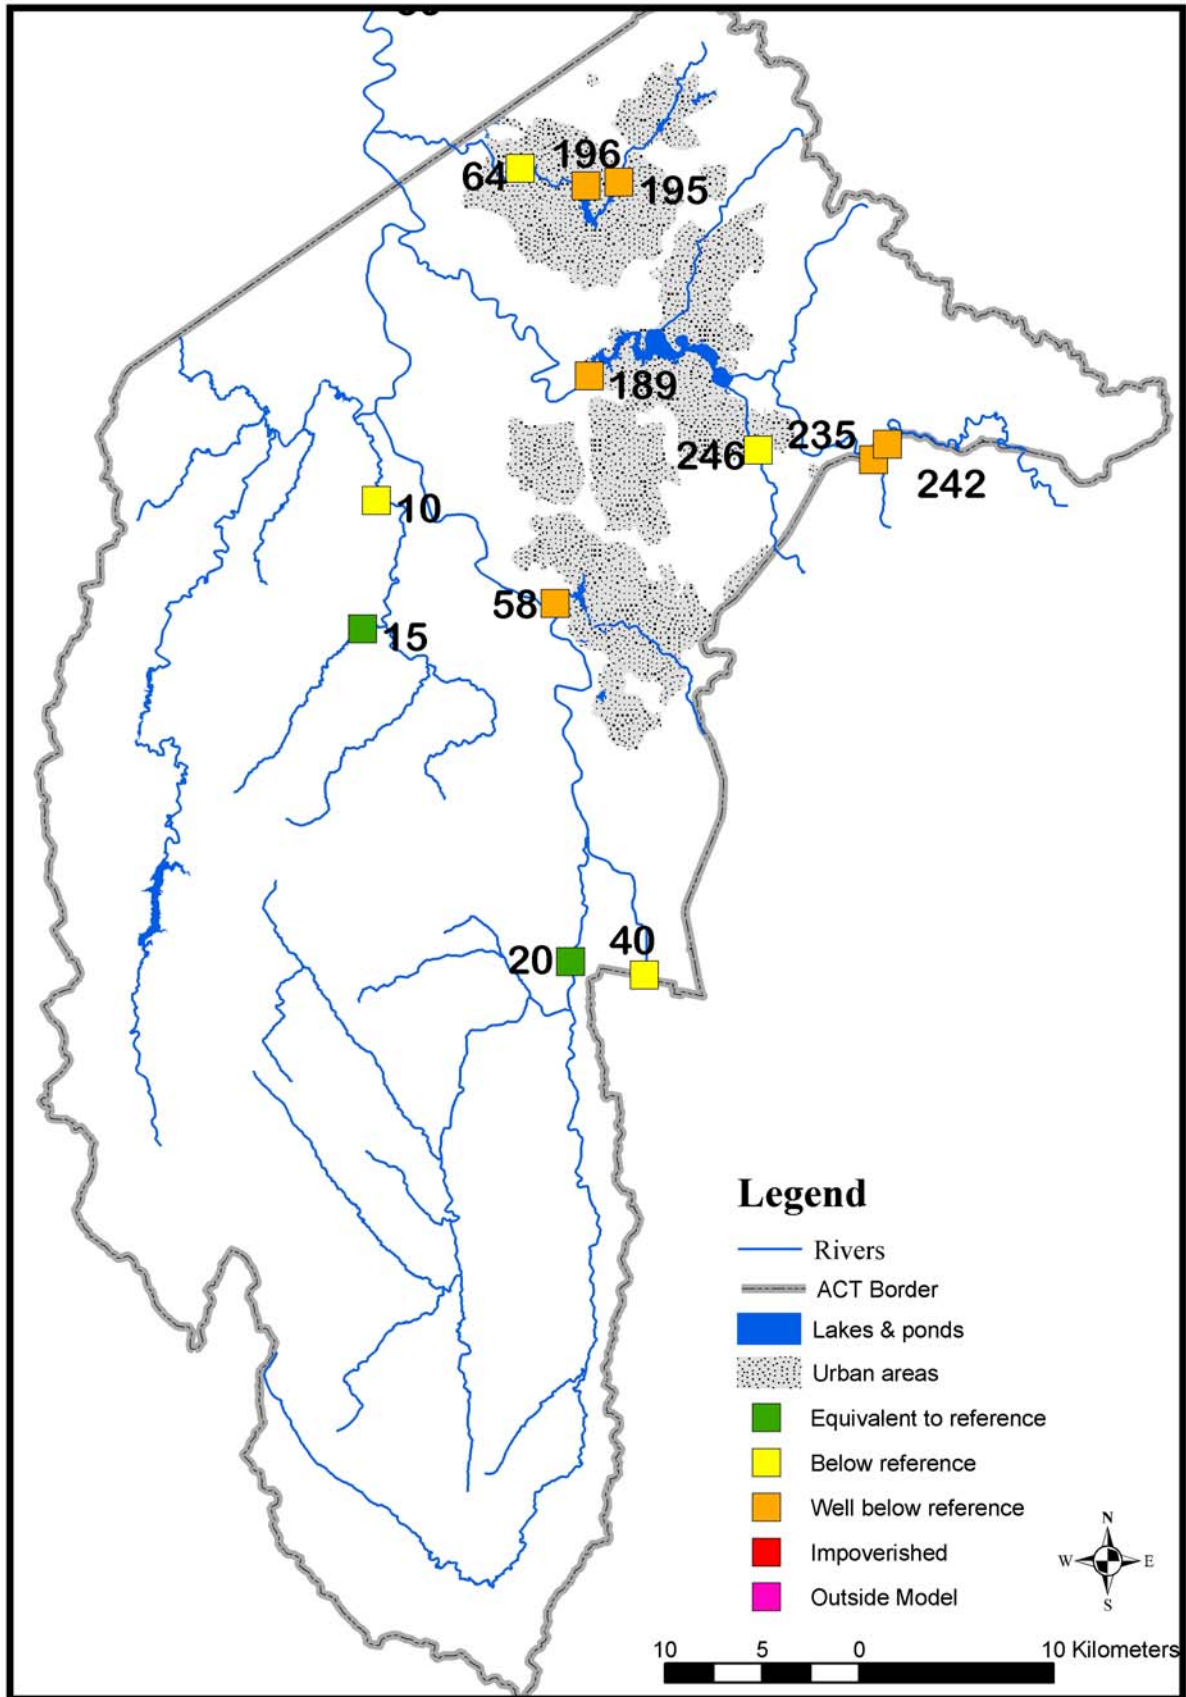 196
64
195
189
246
235
242
10
58
15
20
40
Legend
Rivers
ACT Border
Lakes & ponds
Urban areas
Equivalent to reference
Below reference
Well below reference
Impoverished
Outside Model
N
W E
S
10 5 0 10 Kilometers